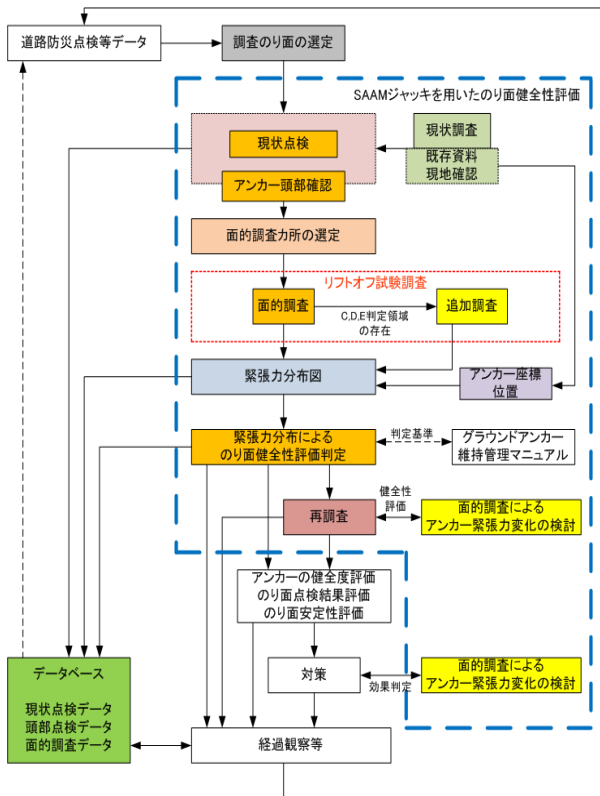 道路防災点検等データ
調査のり面の選定
SAAMジャッキを用いたのり面健全性評価
現状点検
現状調査
既存資料
現地確認
アンカー頭部確認
面的調査カ所の選定
リフトオフ試験調査
面的調査
追加調査
C,D,E判定領域
の存在
緊張力分布図
アンカー座標
位置
緊張力分布による
のり面健全性評価判定
判定基準
グラウンドアンカー
維持管理マニュアル
健全性
評価
再調査
面的調査による
アンカー緊張力変化の検討
アンカーの健全度評価
のり面点検結果評価
のり面安定性評価
データベース
現状点検データ
頭部点検データ
面的調査データ
対策
効果判定
面的調査による
アンカー緊張力変化の検討
経過観察等